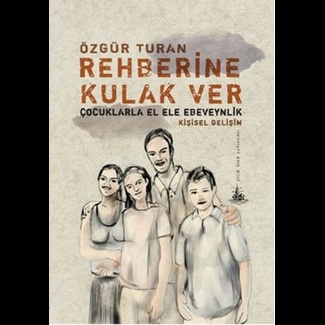 ÖZGÜR TURAN
REHBERİNE
KULAK VER
ÇOCUKLARLA EL ELE EBEVEYNLİK
KİŞİSEL GELİŞİM